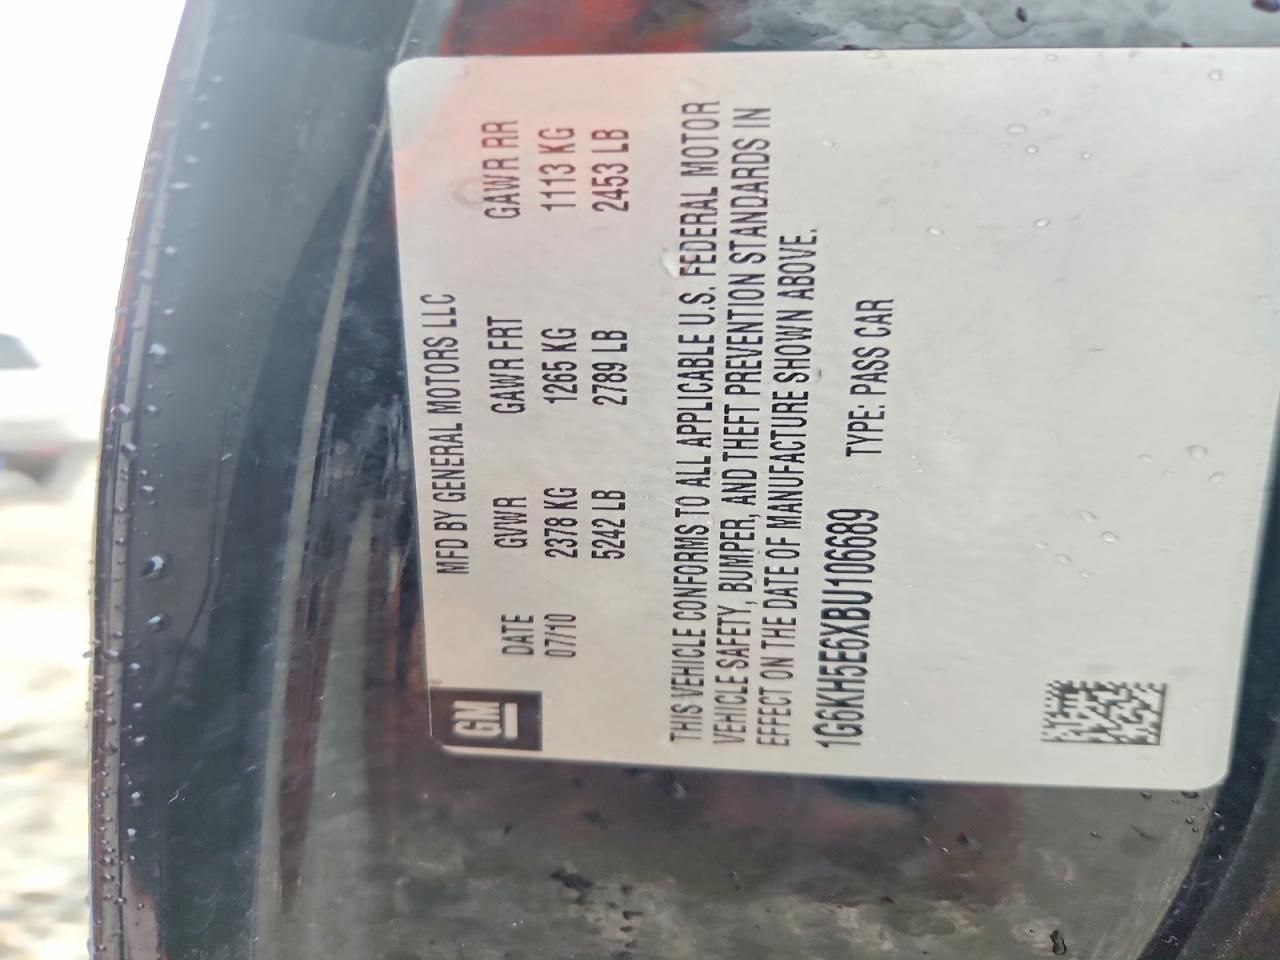 GM
MFD BY GENERAL MOTORS LLC
DATE GVWR GAWR FRT GAWR RR
07/10 2378 KG 1265 KG 1113 KG
5242 LB 2789 LB 2453 LB
THIS VEHICLE CONFORMS TO ALL APPLICABLE U.S. FEDERAL MOTOR
VEHICLE SAFETY, BUMPER, AND THEFT PREVENTION STANDARDS IN
EFFECT ON THE DATE OF MANUFACTURE SHOWN ABOVE.
1G6KH5E6XBU106689 TYPE: PASS CAR